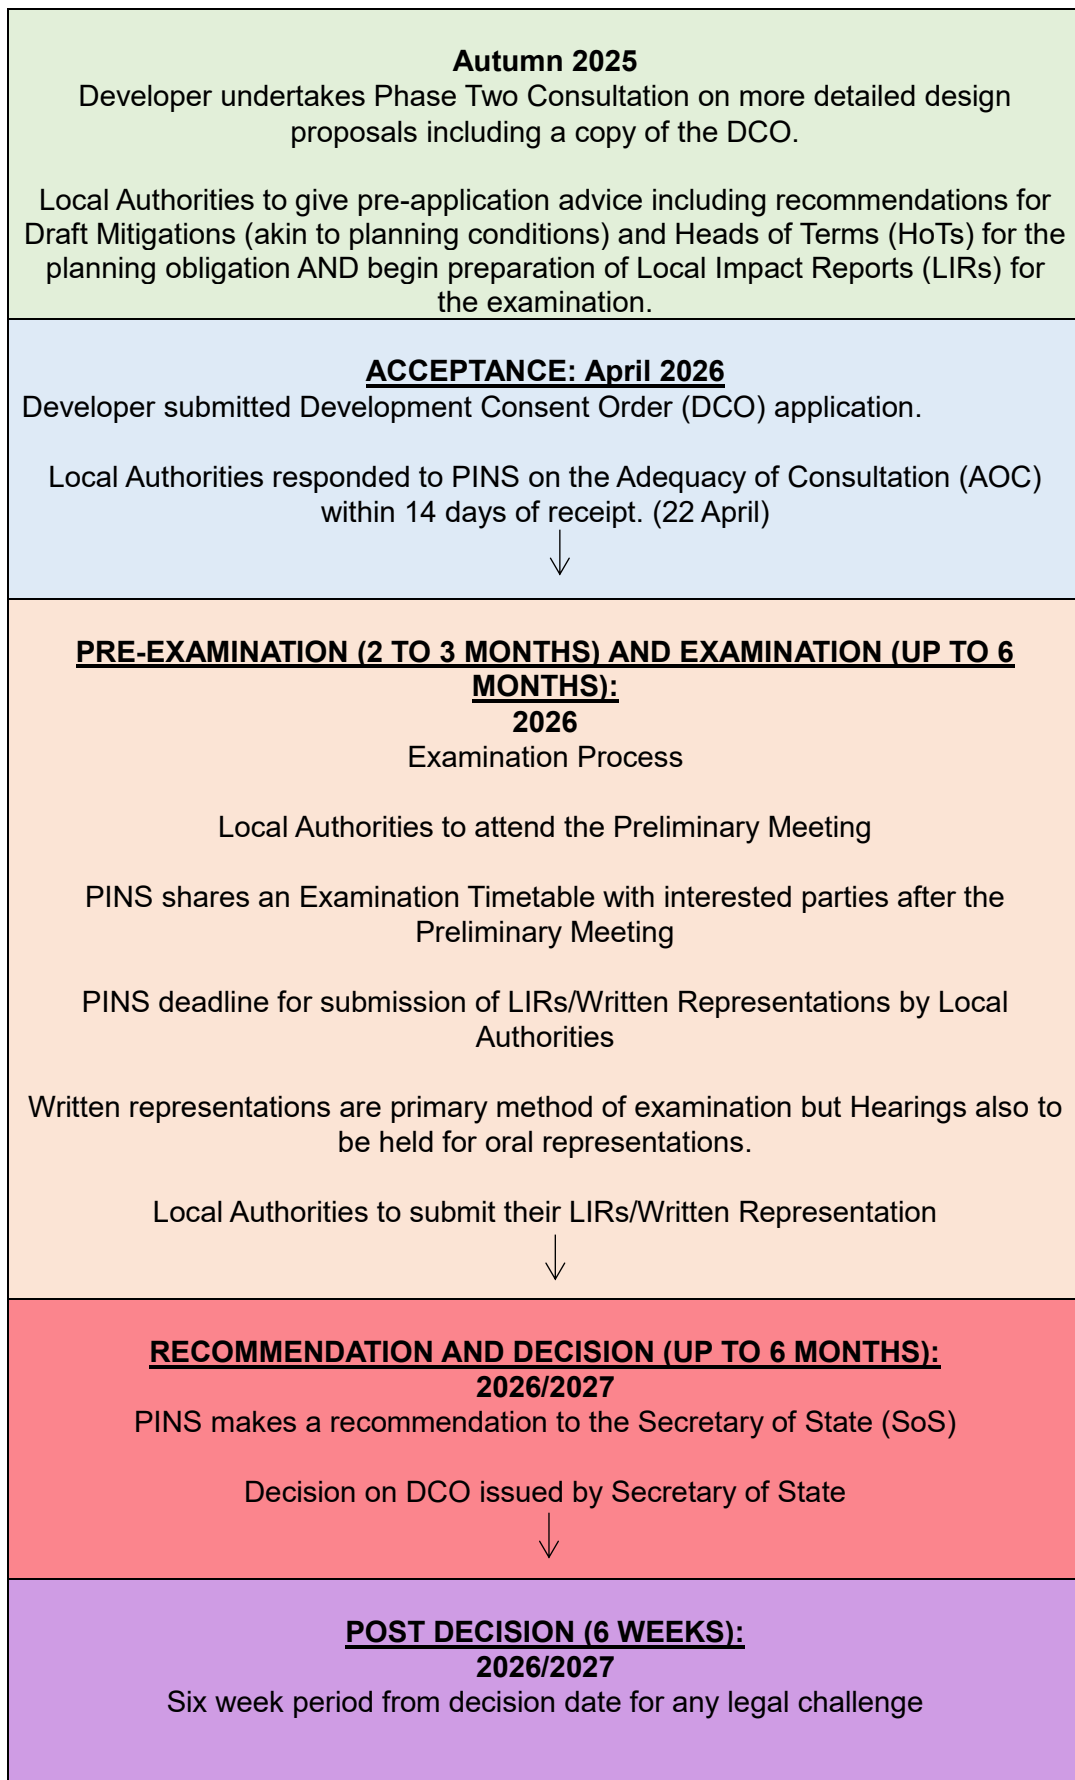 Autumn 2025
Developer undertakes Phase Two Consultation on more detailed design
proposals including a copy of the DCO.
Local Authorities to give pre-application advice including recommendations for
Draft Mitigations (akin to planning conditions) and Heads of Terms (HoTs) for the
planning obligation AND begin preparation of Local Impact Reports (LIRs) for
the examination.
ACCEPTANCE: April 2026
Developer submitted Development Consent Order (DCO) application.
Local Authorities responded to PINS on the Adequacy of Consultation (AOC)
within 14 days of receipt. (22 April)
PRE-EXAMINATION (2 TO 3 MONTHS) AND EXAMINATION (UP TO 6
MONTHS):
2026
Examination Process
Local Authorities to attend the Preliminary Meeting
PINS shares an Examination Timetable with interested parties after the
Preliminary Meeting
PINS deadline for submission of LIRs/Written Representations by Local
Authorities
Written representations are primary method of examination but Hearings also to
be held for oral representations.
Local Authorities to submit their LIRs/Written Representation
RECOMMENDATION AND DECISION (UP TO 6 MONTHS):
2026/2027
PINS makes a recommendation to the Secretary of State (SoS)
Decision on DCO issued by Secretary of State
POST DECISION (6 WEEKS):
2026/2027
Six week period from decision date for any legal challenge